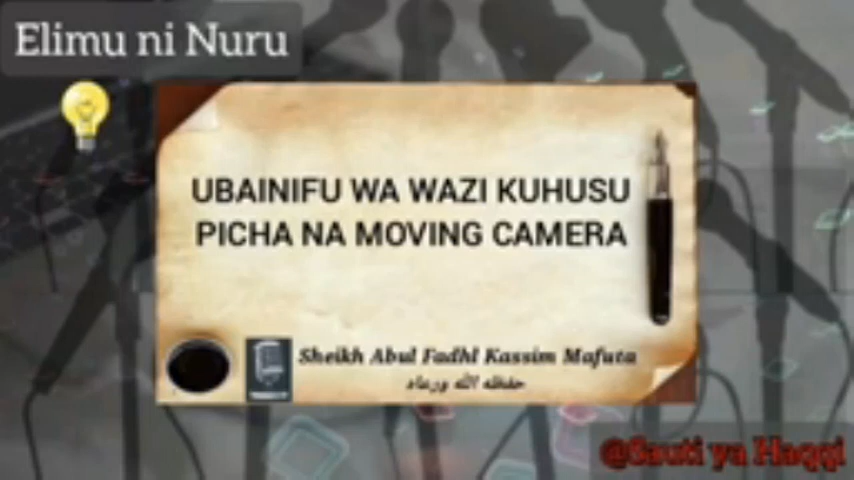 Elimu ni Nuru
UBAINIFU WA WAZI KUHUSU
PICHA NA MOVING CAMERA
Sheikh Abul Fadhl Kassim Mafuta
حفظه الله ورعاه
@Sauti ya Haqqi